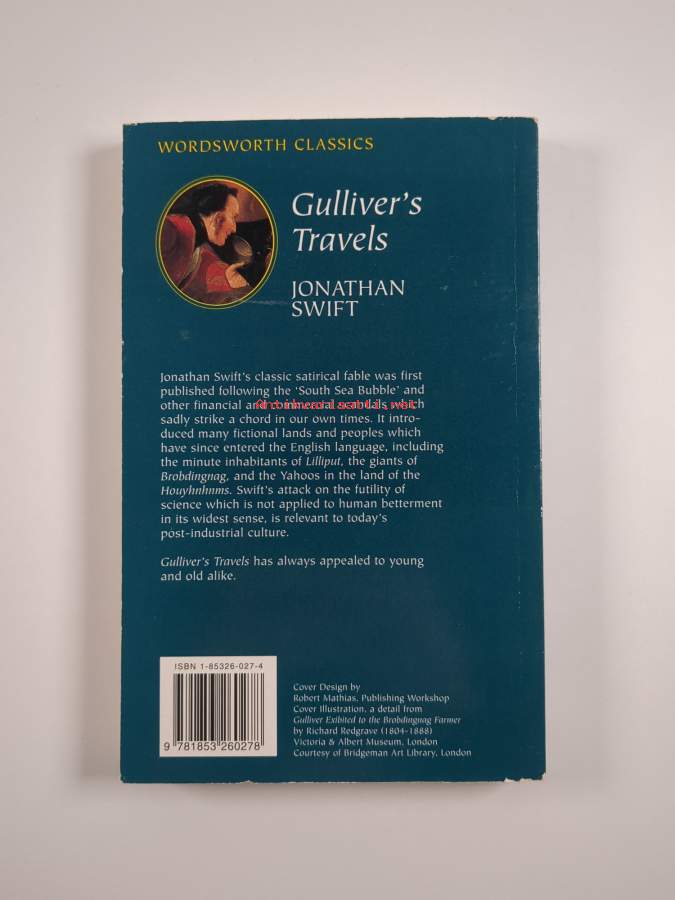 WORDSWORTH CLASSICS
Gulliver's
Travels
JONATHAN
SWIFT
Jonathan Swift's classic satirical fable was first
published following the 'South Sea Bubble' and
other financial and commercial scandals which
sadly strike a chord in our own times. It intro-
duced many fictional lands and peoples which
have since entered the English language, including
the minute inhabitants of Lilliput, the giants of
Brobdingnag, and the Yahoos in the land of the
Houyhnhnms. Swift's attack on the futility of
science which is not applied to human betterment
in its widest sense, is relevant to today's
post-industrial culture.
Gulliver's Travels has always appealed to young
and old alike.
ISBN 1-85326-027-4
9 781853 260278
Cover Design by
Robert Mathias, Publishing Workshop
Cover Illustration, a detail from
Gulliver Exibited to the Brobdingnag Farmer
by Richard Redgrave (1804-1888)
Victoria & Albert Museum, London
Courtesy of Bridgeman Art Library, London